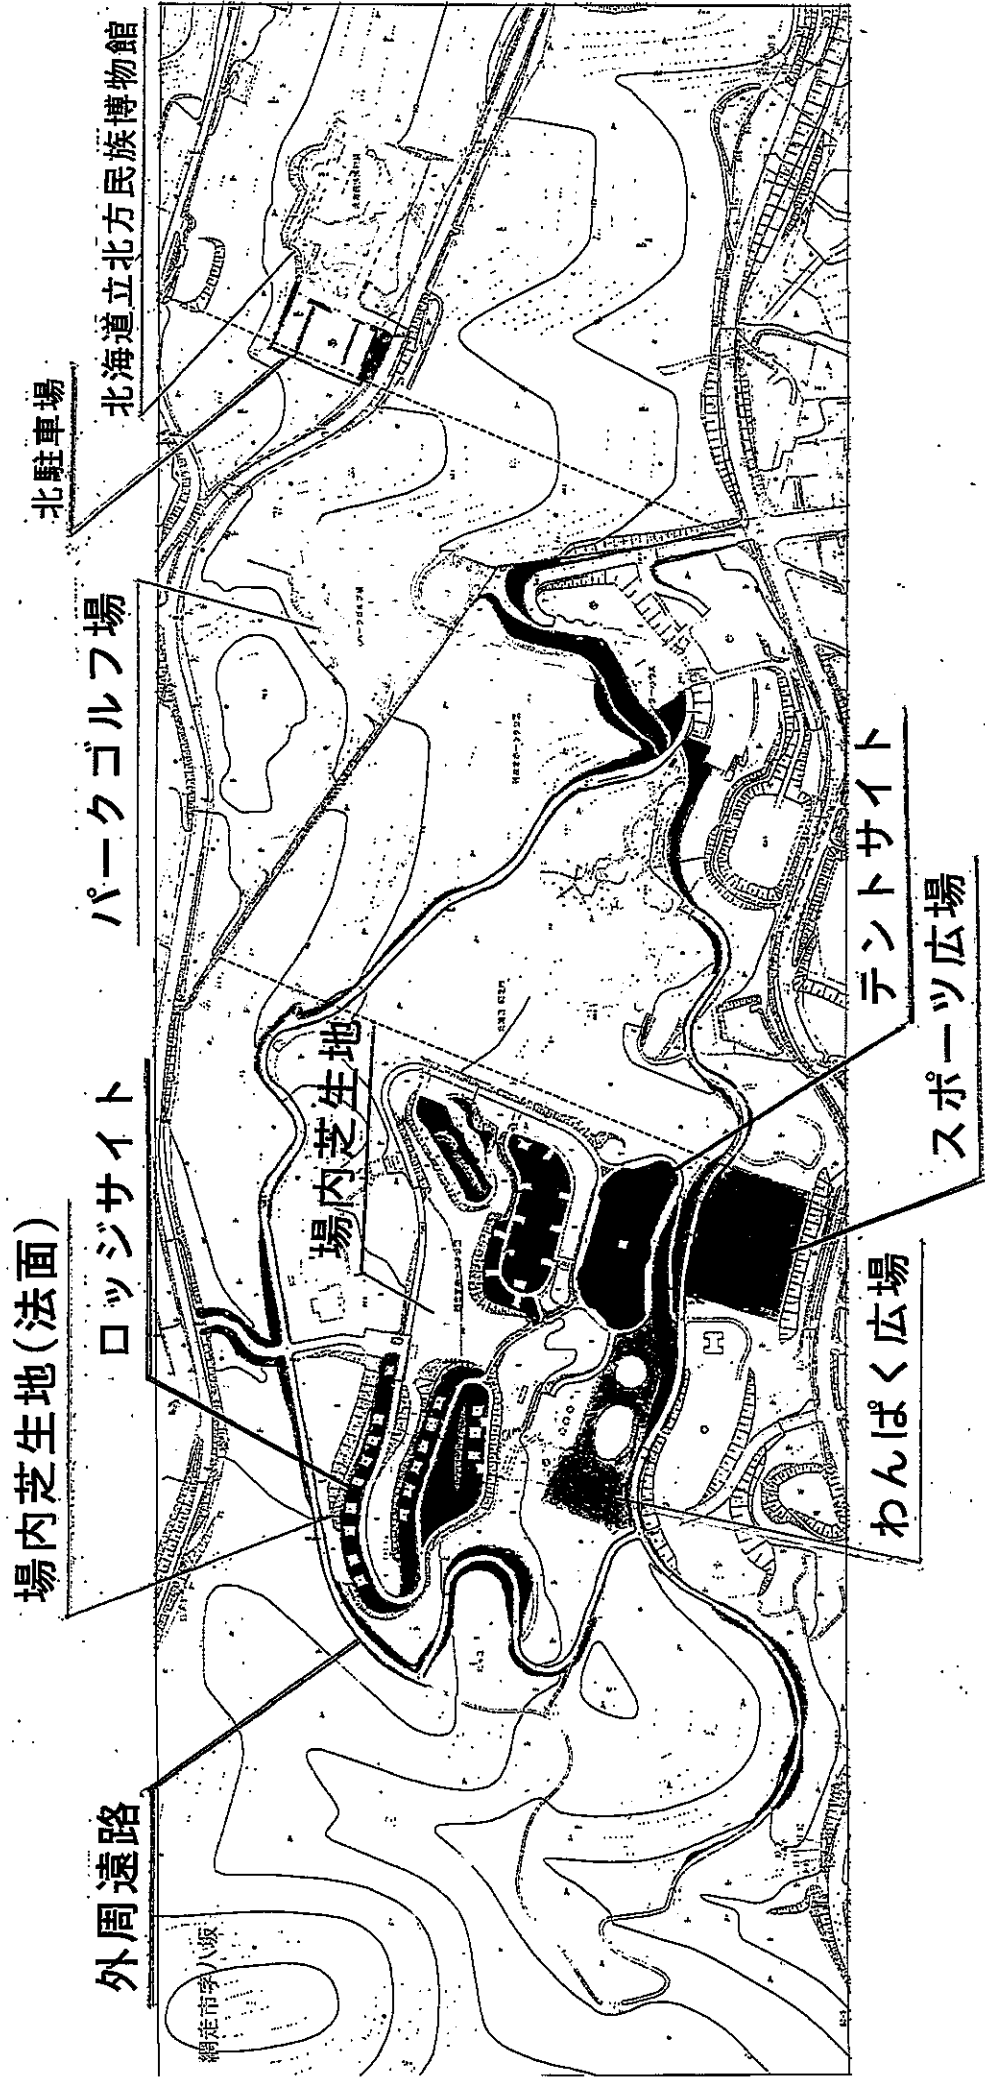 外周遠路
場内芝生地(法面)
ロッジサイト
場内芝生地
パークゴルフ場
北駐車場
北海道立北方民族博物館
テントサイト
スポーツ広場
わんぱく広場
網走市字八坂